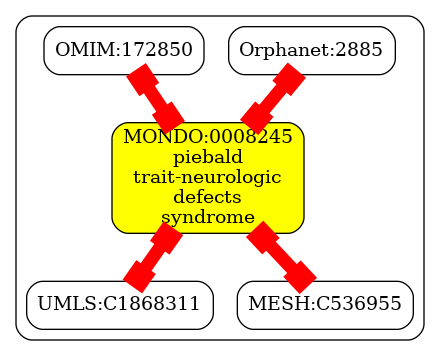 OMIM:172850
Orphanet:2885
MONDO:0008245
piebald
trait-neurologic
defects
syndrome
UMLS:C1868311
MESH:C536955